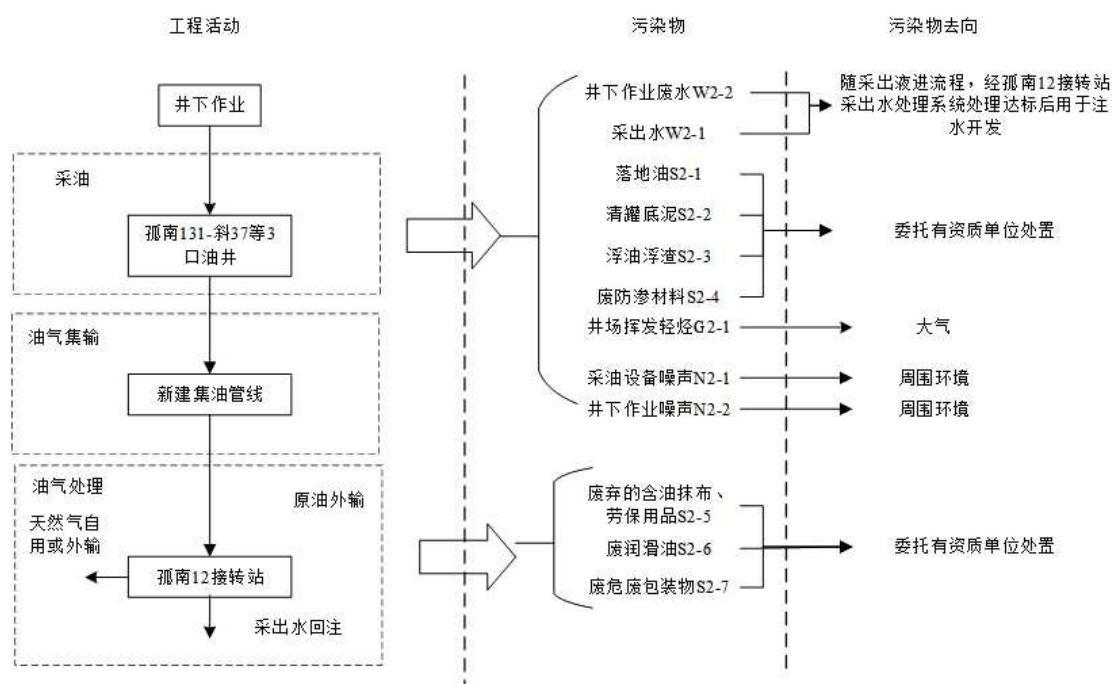 工程活动
污染物
污染物去向
井下作业
采油
孤南131-斜37等3
口油井
油气集输
新建集油管线
油气处理
原油外输
天然气自
用或外输
孤南12接转站
采出水回注
井下作业废水W2-2
采出水W2-1
落地油S2-1
清罐底泥S2-2
浮油浮渣S2-3
废防渗材料S2-4
井场挥发轻烃G2-1
采油设备噪声N2-1
井下作业噪声N2-2
废弃的含油抹布、
劳保用品S2-5
废润滑油S2-6
废危废包装物S2-7
随采出液进流程，经孤南12接转站
采出水处理系统处理达标后用于注
水开发
委托有资质单位处置
大气
周围环境
周围环境
委托有资质单位处置